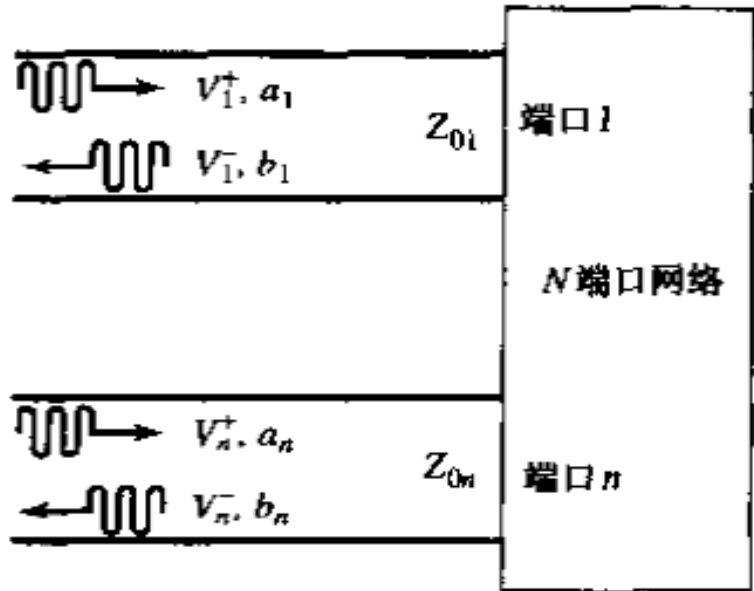 V₁⁺, a₁
Z₀₁ 端口1
V₁⁻, b₁
N端口网络
Vₙ⁺, aₙ
Z₀ₙ 端口n
Vₙ⁻, bₙ